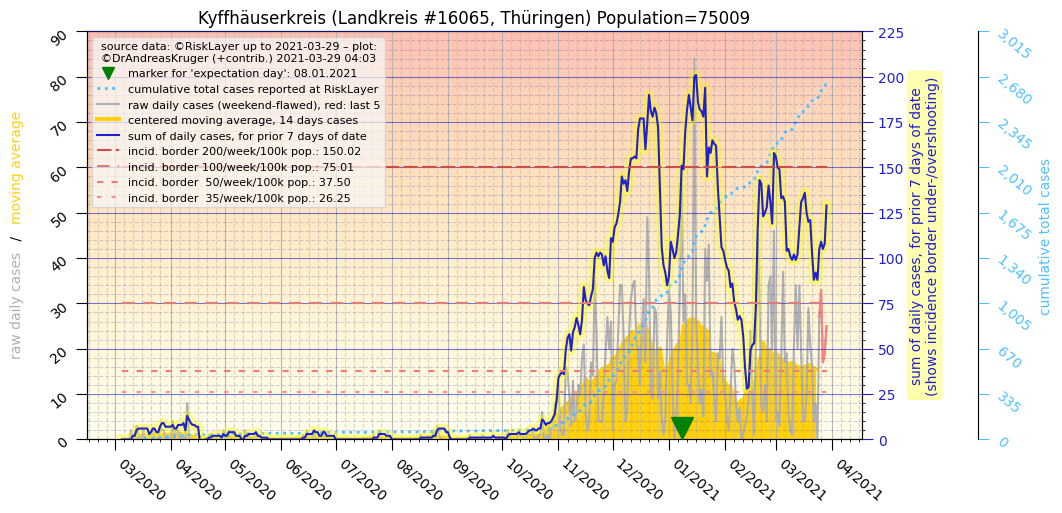 Kyffhäuserkreis (Landkreis #16065, Thüringen) Population=75009
source data: ©RiskLayer up to 2021-03-29 – plot:
©DrAndreasKruger (+contrib.) 2021-03-29 04:03
marker for 'expectation day': 08.01.2021
cumulative total cases reported at RiskLayer
raw daily cases (weekend-flawed), red: last 5
centered moving average, 14 days cases
sum of daily cases, for prior 7 days of date
incid. border 200/week/100k pop.: 150.02
incid. border 100/week/100k pop.: 75.01
incid. border  50/week/100k pop.: 37.50
incid. border  35/week/100k pop.: 26.25
raw daily cases / moving average
90
80
70
60
50
40
30
20
10
0
225
200
175
150
125
100
75
50
25
0
sum of daily cases, for prior 7 days of date
(shows incidence border under-/overshooting)
3,015
2,680
2,345
2,010
1,675
1,340
1,005
670
335
0
cumulative total cases
03/2020
04/2020
05/2020
06/2020
07/2020
08/2020
09/2020
10/2020
11/2020
12/2020
01/2021
02/2021
03/2021
04/2021